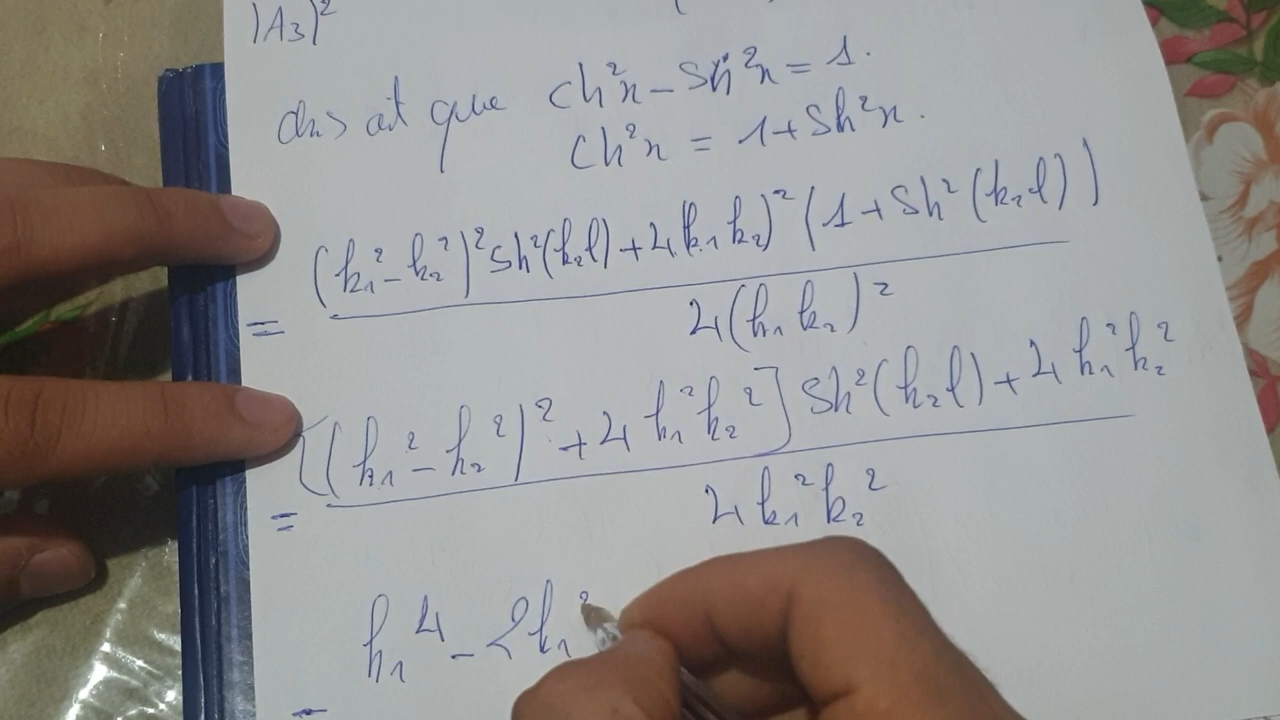 |A₃|²
on sait que ch²x - sh²x = 1.
ch²x = 1 + sh²x.
= ((k₁² - k₂²)² sh²(k₂l) + 4(k₁k₂)² (1 + sh²(k₂l))) / 4(k₁k₂)²
= [(k₁² - k₂²)² + 4k₁²k₂²] sh²(k₂l) + 4k₁²k₂² / 4k₁²k₂²
= k₁⁴ - 2k₁²